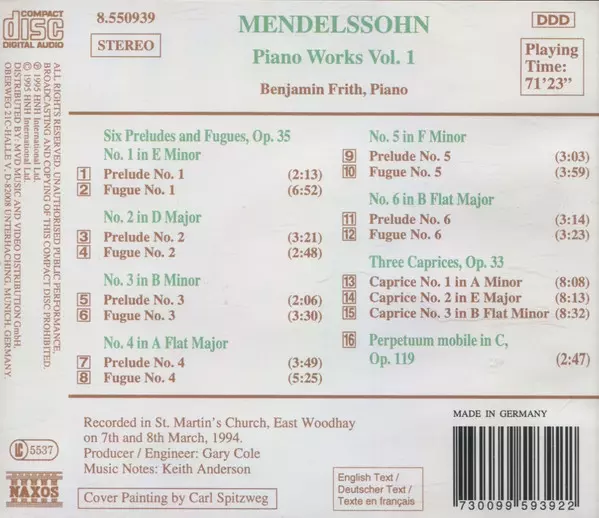 COMPACT
disc
DIGITAL AUDIO
8.550939
STEREO
MENDELSSOHN
Piano Works Vol. 1
Benjamin Frith, Piano
DDD
Playing
Time:
71'23"
ALL RIGHTS RESERVED. UNAUTHORISED PUBLIC PERFORMANCE,
BROADCASTING AND COPYING OF THIS COMPACT DISC PROHIBITED.
℗ 1995 HNH International Ltd.
© 1995 HNH International Ltd.
DISTRIBUTED BY: MVD MUSIC AND VIDEO DISTRIBUTION GmbH,
OBERWEG 21C-HALLE V, D-82008 UNTERHACHING, MUNICH, GERMANY.
Six Preludes and Fugues, Op. 35
No. 1 in E Minor
1 Prelude No. 1 (2:13)
2 Fugue No. 1 (6:52)
No. 2 in D Major
3 Prelude No. 2 (3:21)
4 Fugue No. 2 (2:48)
No. 3 in B Minor
5 Prelude No. 3 (2:06)
6 Fugue No. 3 (3:30)
No. 4 in A Flat Major
7 Prelude No. 4 (3:49)
8 Fugue No. 4 (5:25)
No. 5 in F Minor
9 Prelude No. 5 (3:03)
10 Fugue No. 5 (3:59)
No. 6 in B Flat Major
11 Prelude No. 6 (3:14)
12 Fugue No. 6 (3:23)
Three Caprices, Op. 33
13 Caprice No. 1 in A Minor (8:08)
14 Caprice No. 2 in E Major (8:13)
15 Caprice No. 3 in B Flat Minor (8:32)
16 Perpetuum mobile in C,
Op. 119 (2:47)
Recorded in St. Martin's Church, East Woodhay
on 7th and 8th March, 1994.
Producer / Engineer: Gary Cole
Music Notes: Keith Anderson
Cover Painting by Carl Spitzweg
LC 5537
NAXOS
English Text /
Deutscher Text /
Texte en français
MADE IN GERMANY
730099 593922